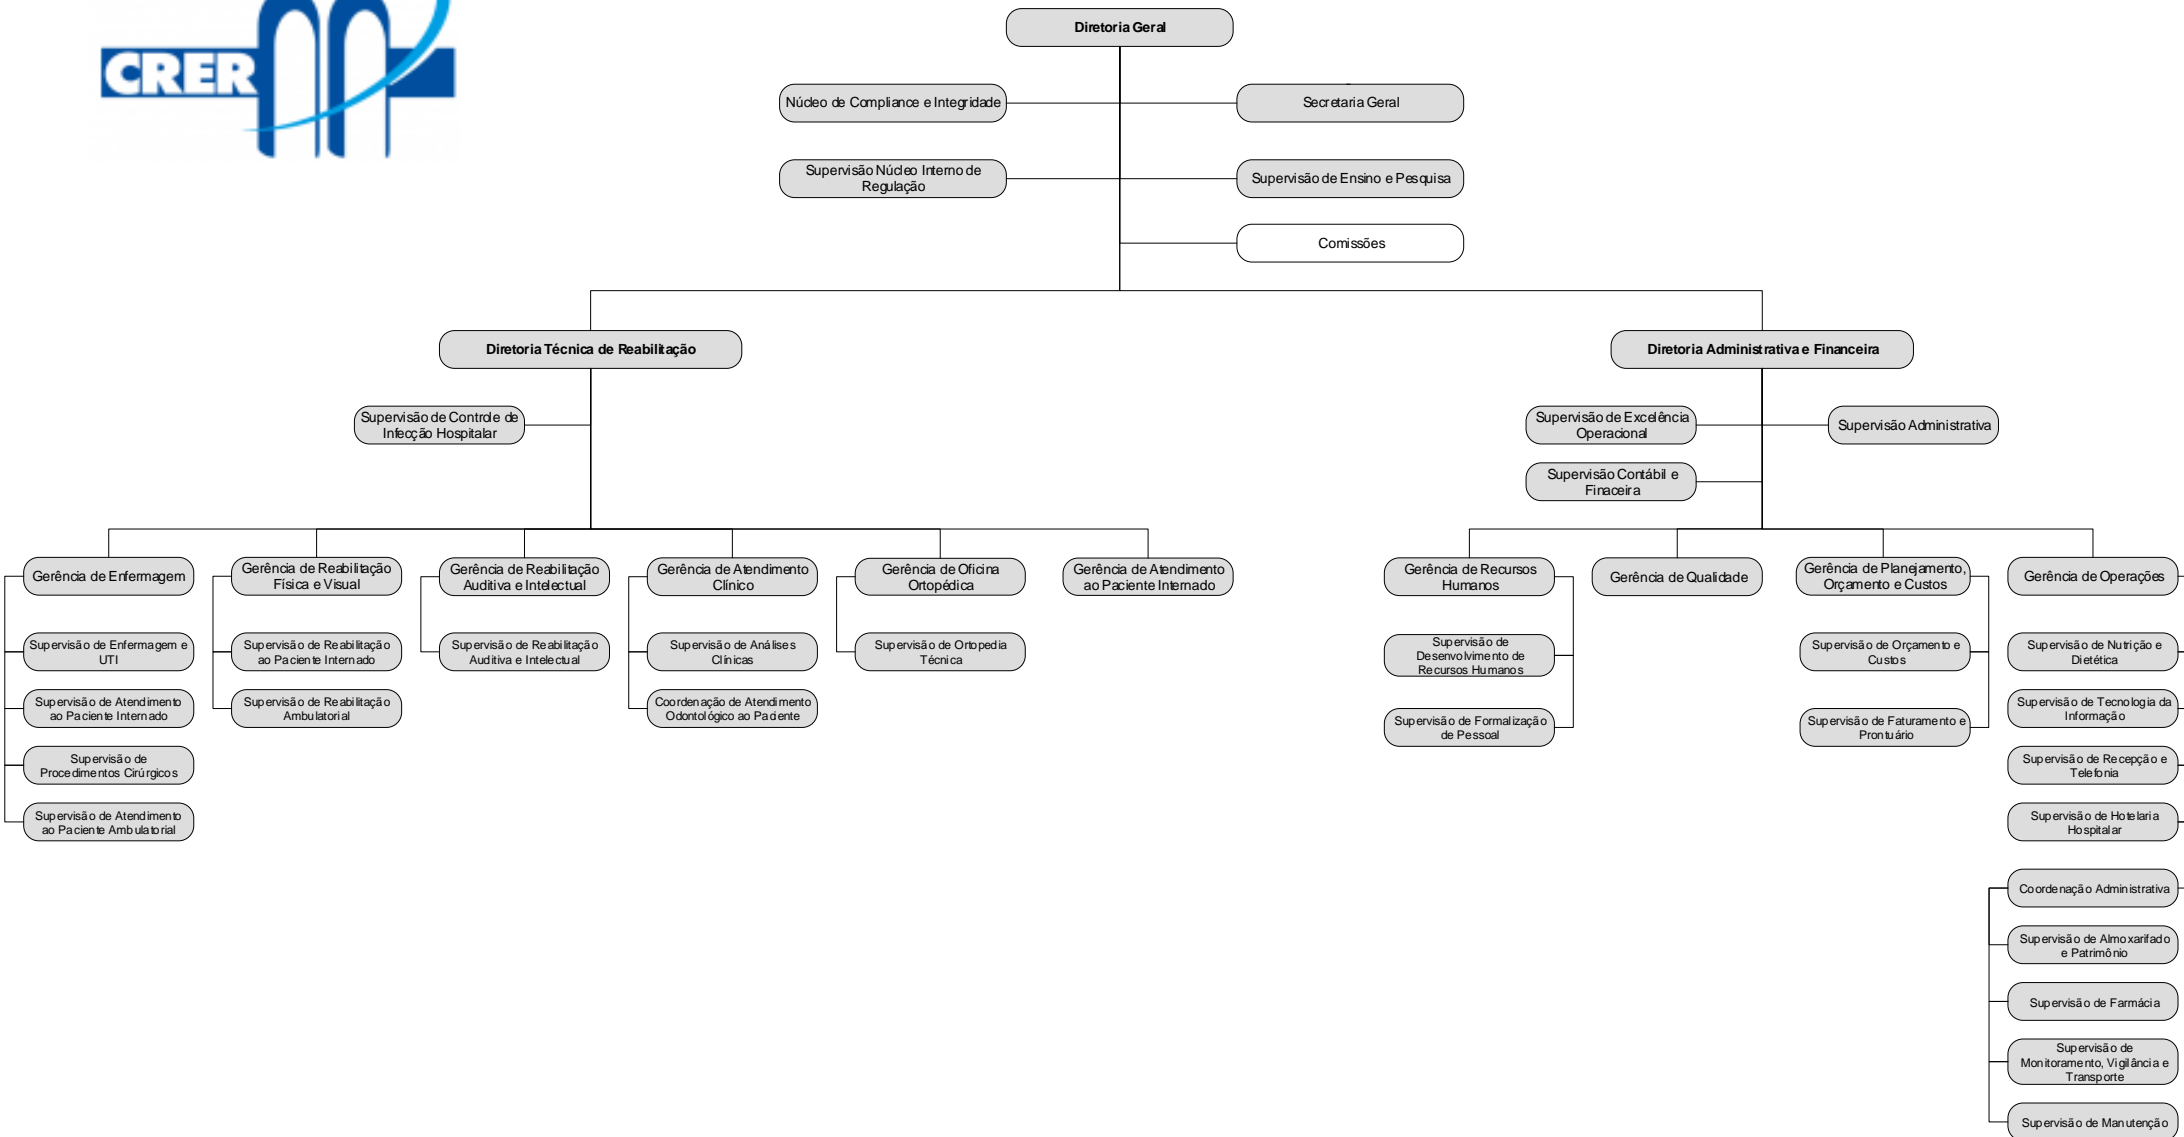 CRER
Diretoria Geral
Núcleo de Compliance e Integridade
Secretaria Geral
Supervisão Núcleo Interno de
Regulação
Supervisão de Ensino e Pesquisa
Comissões
Diretoria Técnica de Reabilitação
Diretoria Administrativa e Financeira
Supervisão de Controle de
Infecção Hospitalar
Supervisão de Excelência
Operacional
Supervisão Administrativa
Supervisão Contábil e
Finaceira
Gerência de Enfermagem
Gerência de Reabilitação
Física e Visual
Gerência de Reabilitação
Auditiva e Intelectual
Gerência de Atendimento
Clínico
Gerência de Oficina
Ortopédica
Gerência de Atendimento
ao Paciente Internado
Gerência de Recursos
Humanos
Gerência de Qualidade
Gerência de Planejamento,
Orçamento e Custos
Gerência de Operações
Supervisão de Enfermagem e
UTI
Supervisão de Reabilitação
ao Paciente Internado
Supervisão de Reabilitação
Auditiva e Intelectual
Supervisão de Análises
Clínicas
Supervisão de Ortopedia
Técnica
Supervisão de
Desenvolvimento de
Recursos Humanos
Supervisão de Orçamento e
Custos
Supervisão de Nutrição e
Dietética
Supervisão de Atendimento
ao Paciente Internado
Supervisão de Reabilitação
Ambulatorial
Coordenação de Atendimento
Odontológico ao Paciente
Supervisão de Formalização
de Pessoal
Supervisão de Faturamento e
Prontuário
Supervisão de Tecnologia da
Informação
Supervisão de
Procedimentos Cirúrgicos
Supervisão de Recepção e
Telefonia
Supervisão de Atendimento
ao Paciente Ambulatorial
Supervisão de Hotelaria
Hospitalar
Coordenação Administrativa
Supervisão de Almoxarifado
e Patrimônio
Supervisão de Farmácia
Supervisão de
Monitoramento, Vigilância e
Transporte
Supervisão de Manutenção